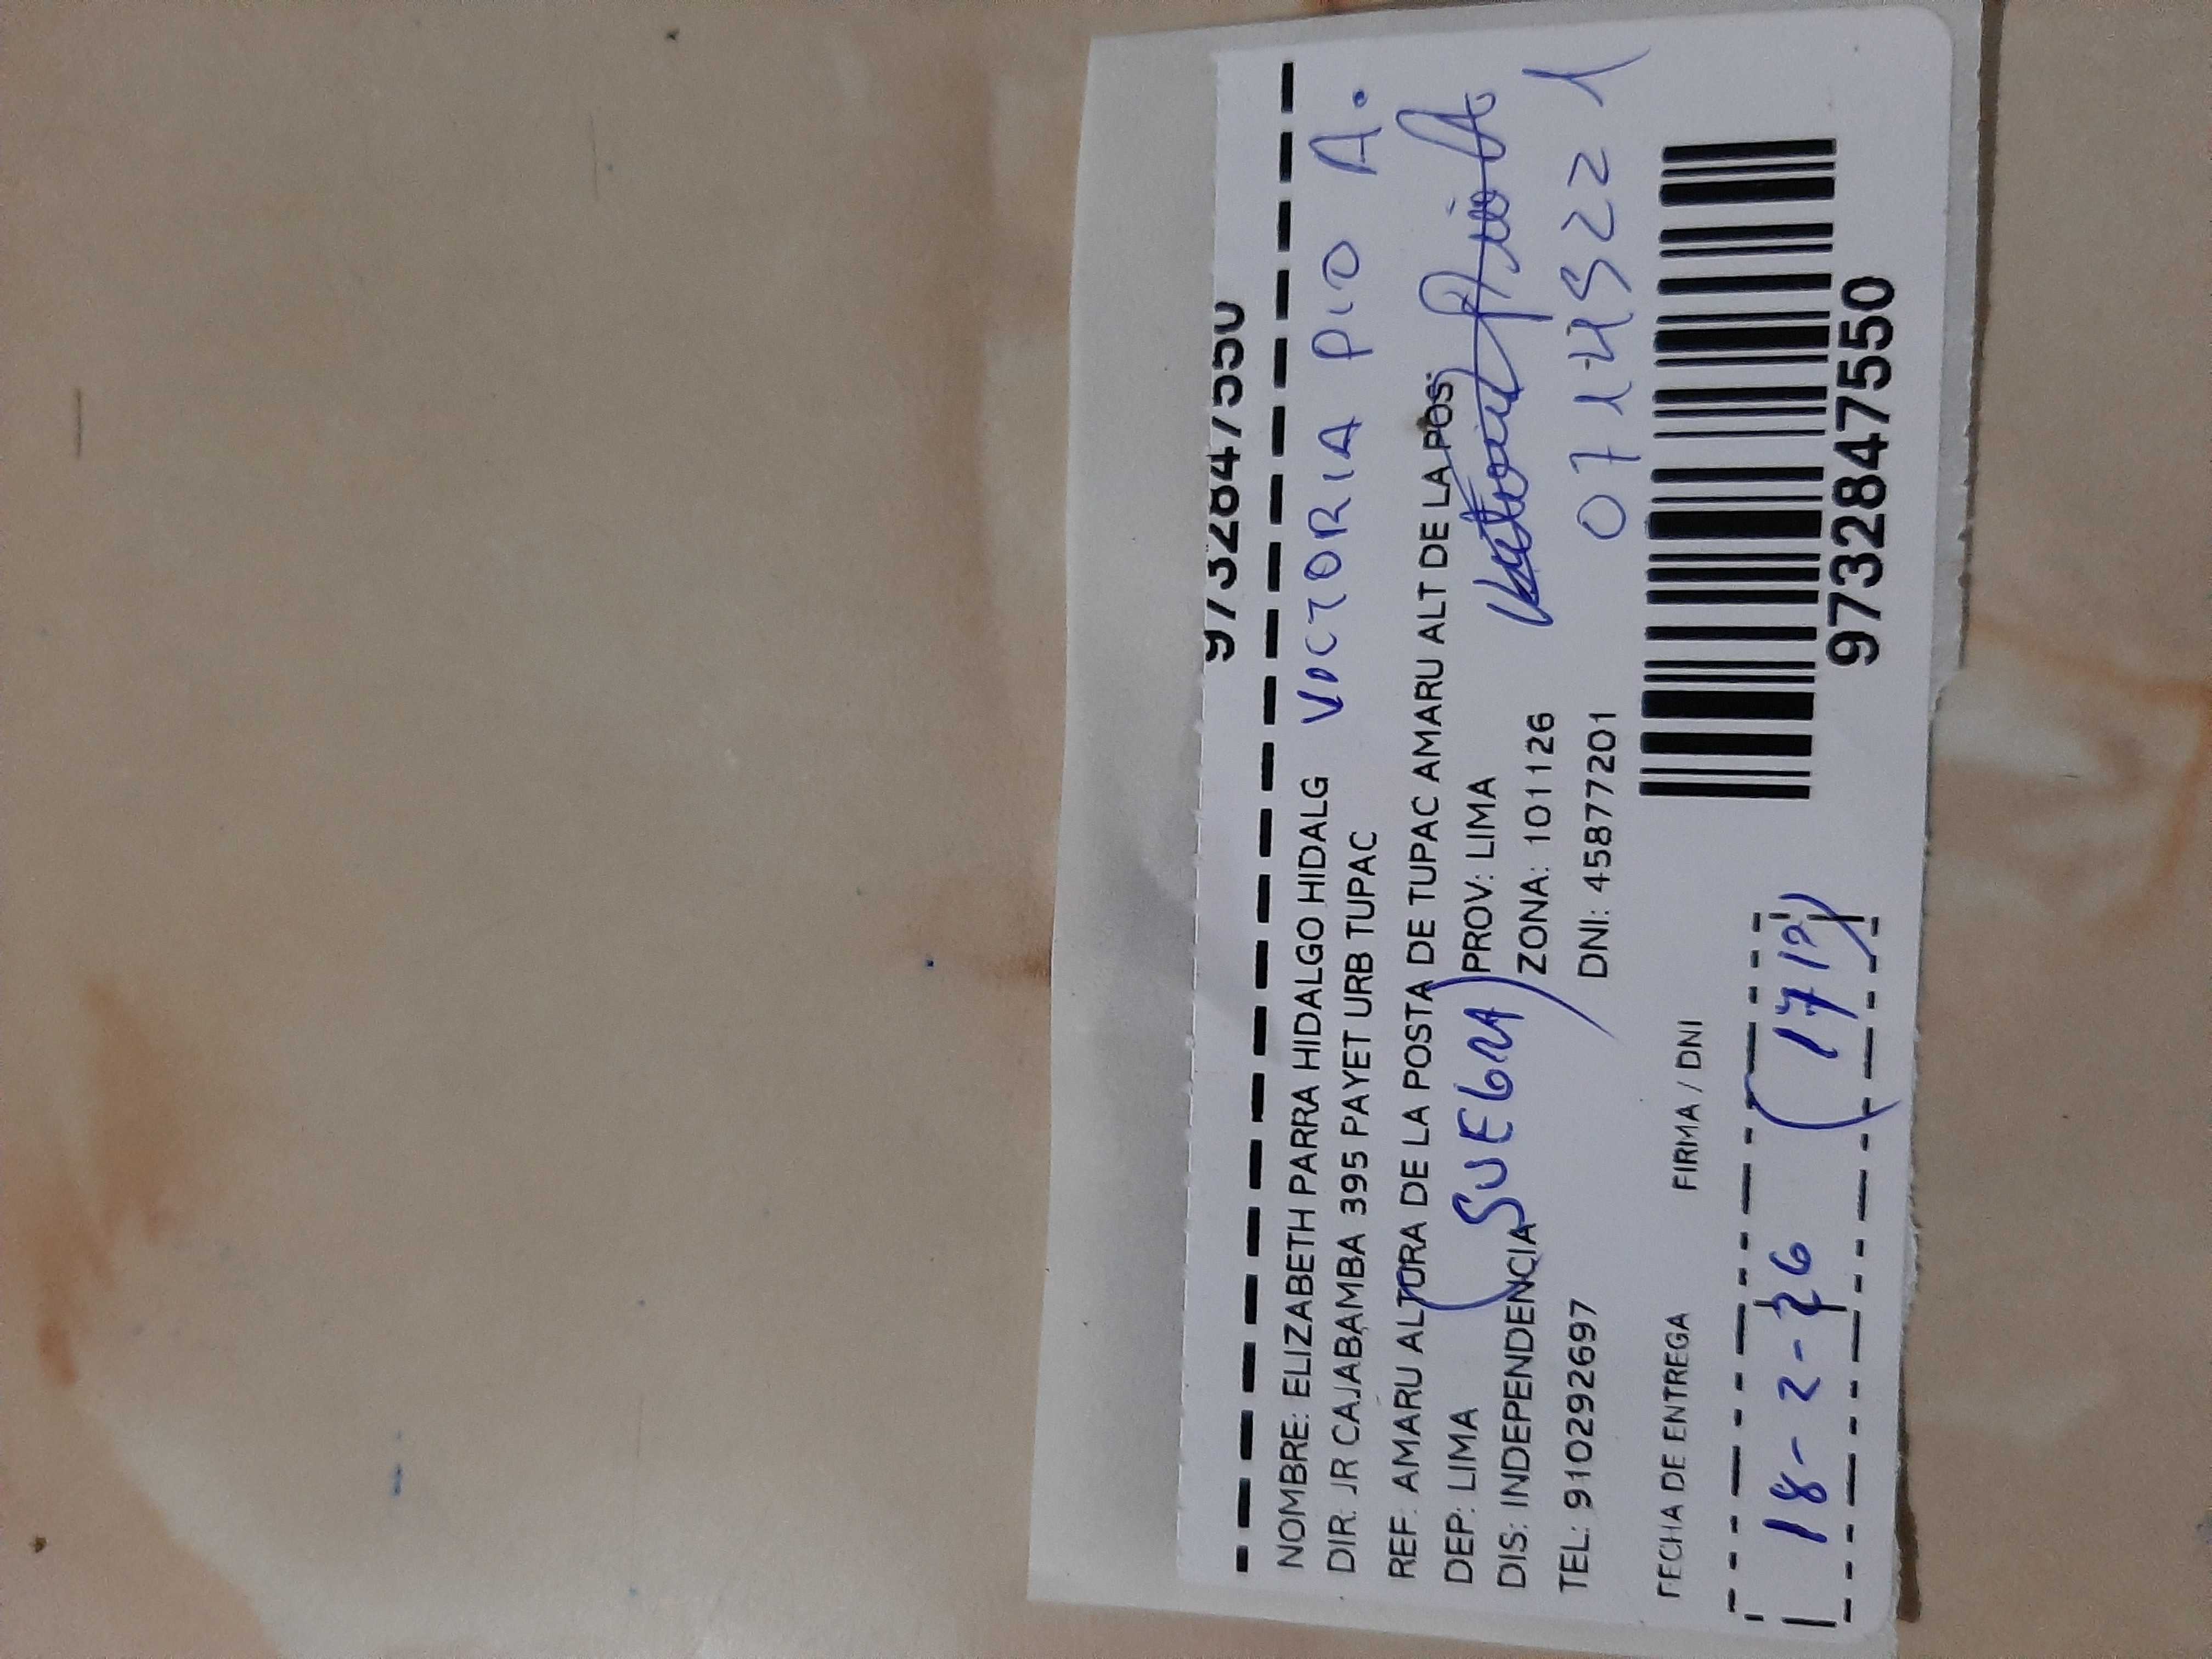 9732847550
NOMBRE: ELIZABETH PARRA HIDALGO HIDALG VICTORIA PIO A.
DIR: JR CAJABAMBA 395 PAYET URB TUPAC
REF: AMARU ALTURA DE LA POSTA DE TUPAC AMARU ALT DE LA POS
DEP: LIMA (SUEGRA) PROV: LIMA
DIS: INDEPENDENCIA ZONA: 101126
TEL: 910292697 DNI: 45877201
FECHA DE ENTREGA FIRMA / DNI
18-2-26
9732847550